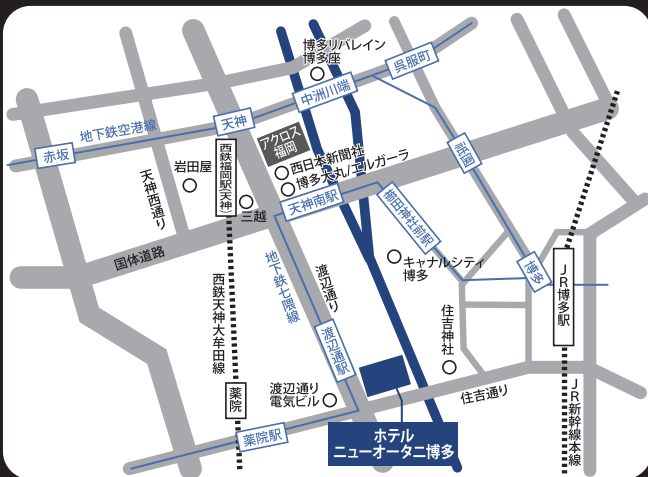 博多リバレイン
博多座
呉服町
中洲川端
天神
地下鉄空港線
赤坂
アクロス
福岡
祇園
西鉄福岡駅天神
岩田屋
西日本新聞社
博多大丸/エルガーラ
天神西通り
三越
天神南駅
櫛田神社前駅
国体道路
キャナルシティ
博多
博多
JR博多駅
地下鉄七隈線
渡辺通り
西鉄天神大牟田線
住吉神社
渡辺通駅
薬院
渡辺通り
電気ビル
住吉通り
JR新幹線本線
薬院駅
ホテル
ニューオータニ博多